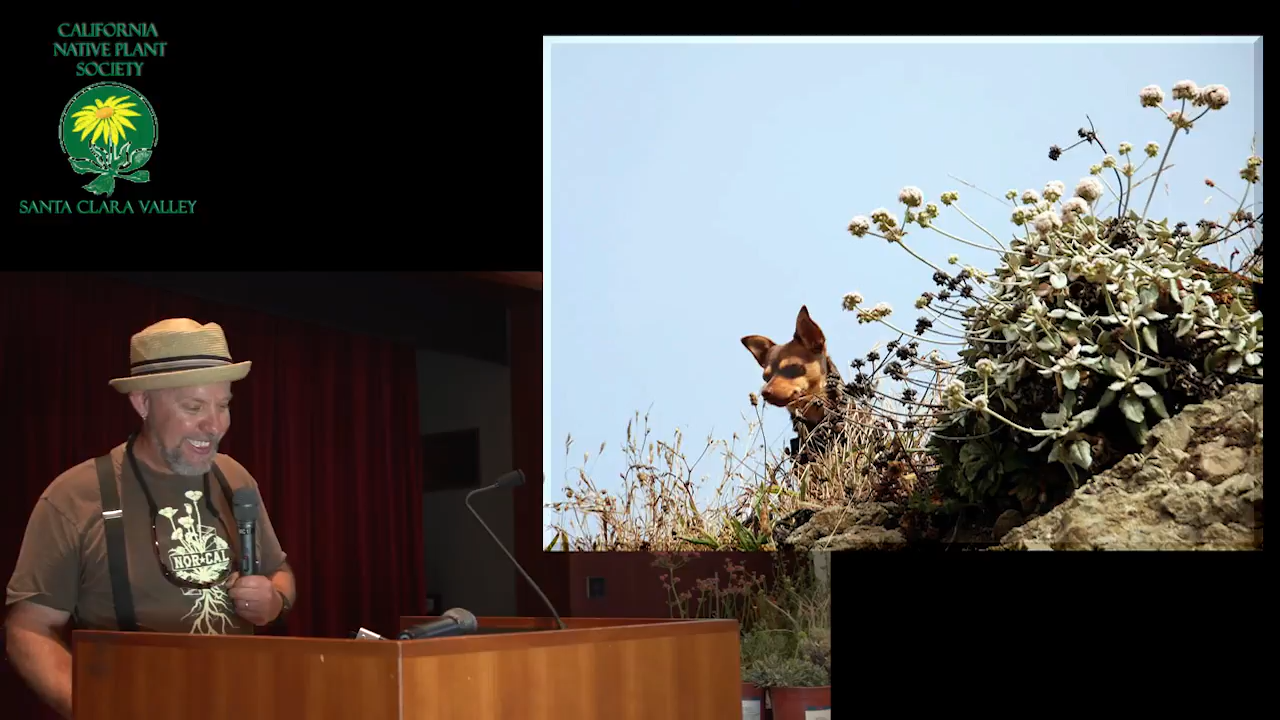 CALIFORNIA
NATIVE PLANT
SOCIETY
SANTA CLARA VALLEY
NOR CAL